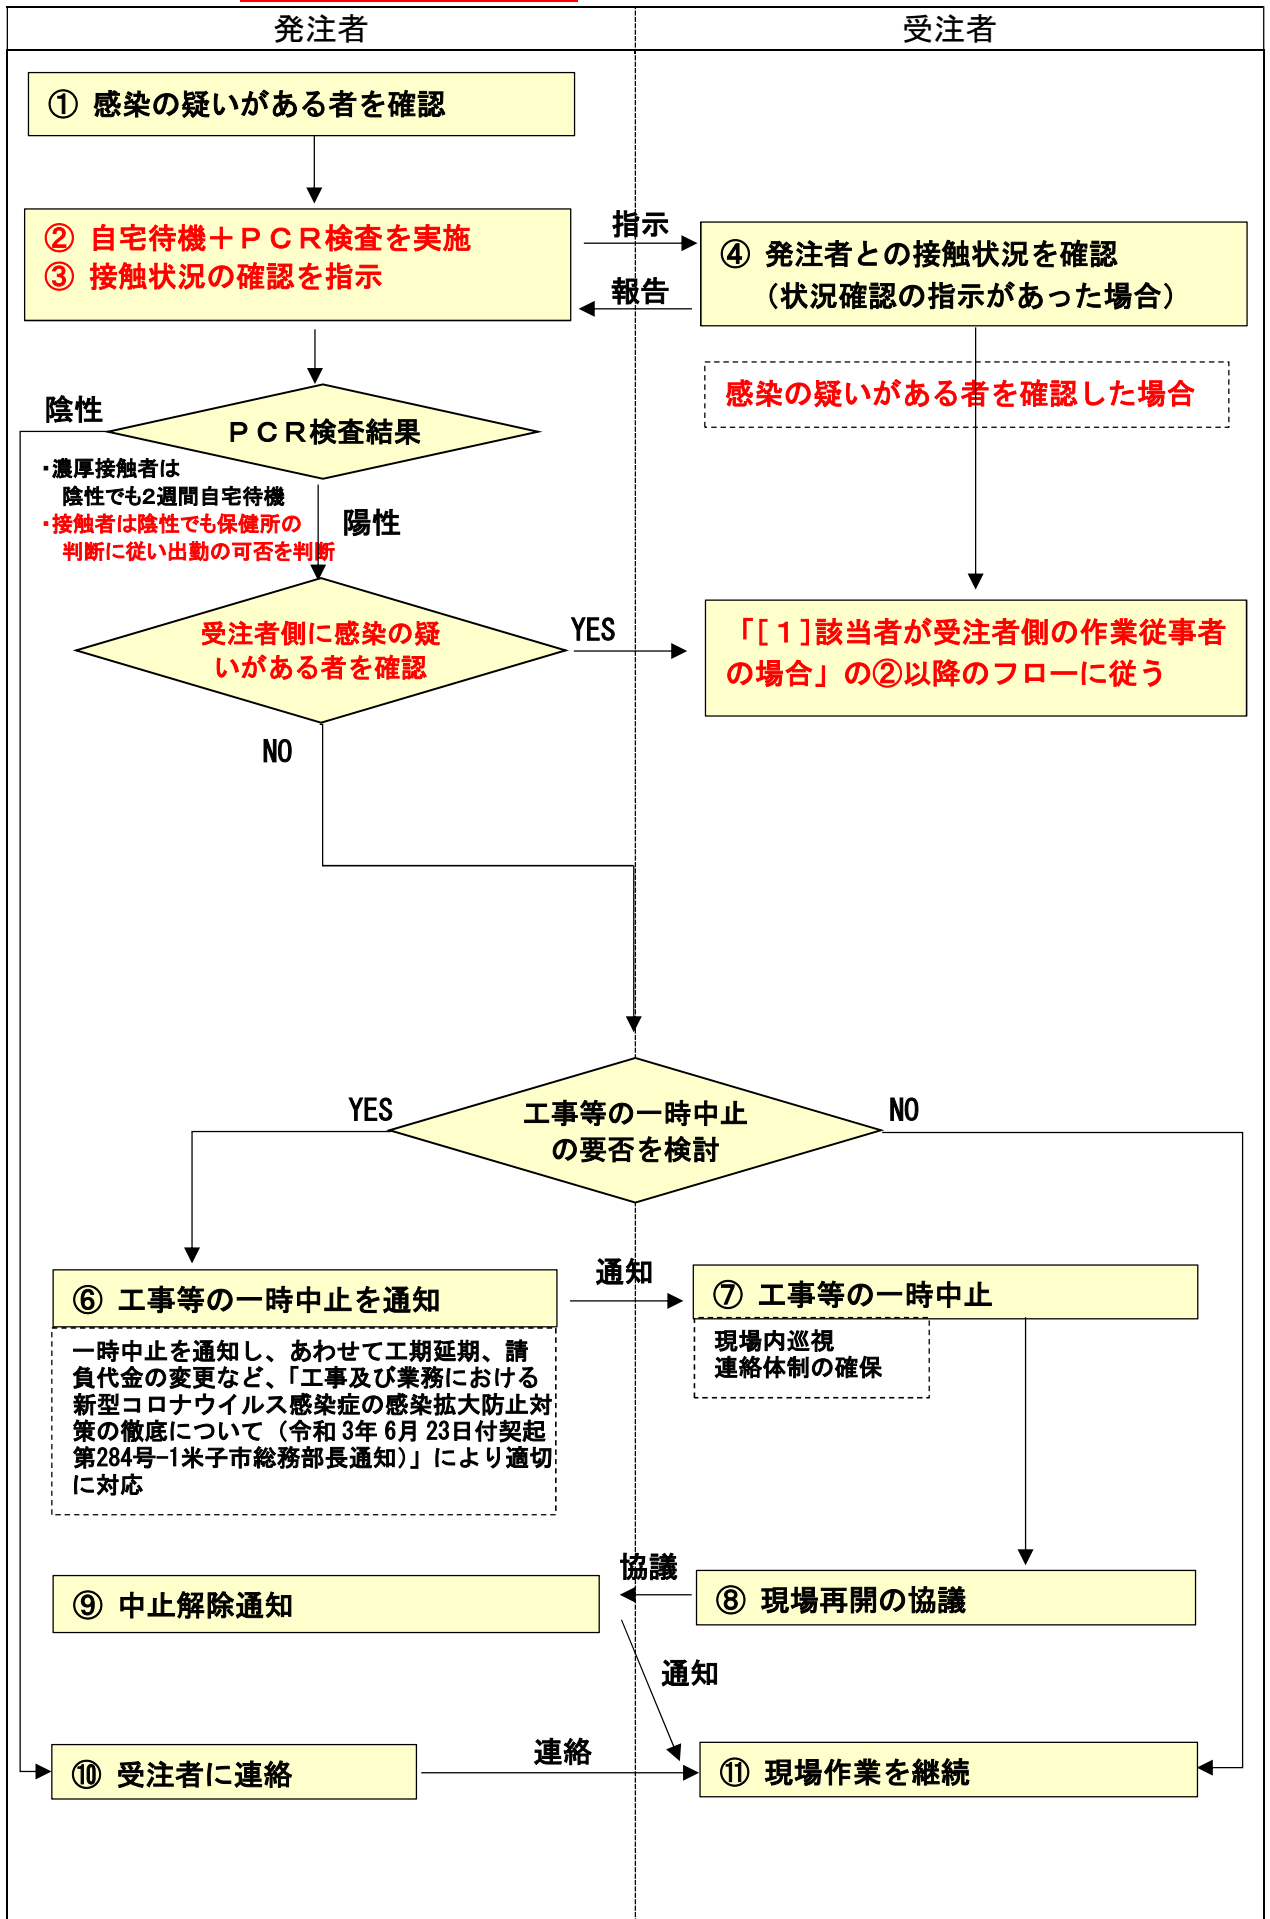 発注者
受注者
① 感染の疑いがある者を確認
② 自宅待機＋ＰＣＲ検査を実施
③ 接触状況の確認を指示
指示
報告
④ 発注者との接触状況を確認
（状況確認の指示があった場合）
感染の疑いがある者を確認した場合
陰性
ＰＣＲ検査結果
・濃厚接触者は
陰性でも2週間自宅待機
・接触者は陰性でも保健所の
判断に従い出勤の可否を判断
陽性
受注者側に感染の疑
いがある者を確認
YES
「[１]該当者が受注者側の作業従事者
の場合」の②以降のフローに従う
NO
YES
工事等の一時中止
の要否を検討
NO
⑥ 工事等の一時中止を通知
通知
⑦ 工事等の一時中止
一時中止を通知し、あわせて工期延期、請
負代金の変更など、「工事及び業務における
新型コロナウイルス感染症の感染拡大防止対
策の徹底について（令和3年6月23日付契起
第284号-1米子市総務部長通知)」により適切
に対応
現場内巡視
連絡体制の確保
協議
⑨ 中止解除通知
⑧ 現場再開の協議
通知
⑩ 受注者に連絡
連絡
⑪ 現場作業を継続